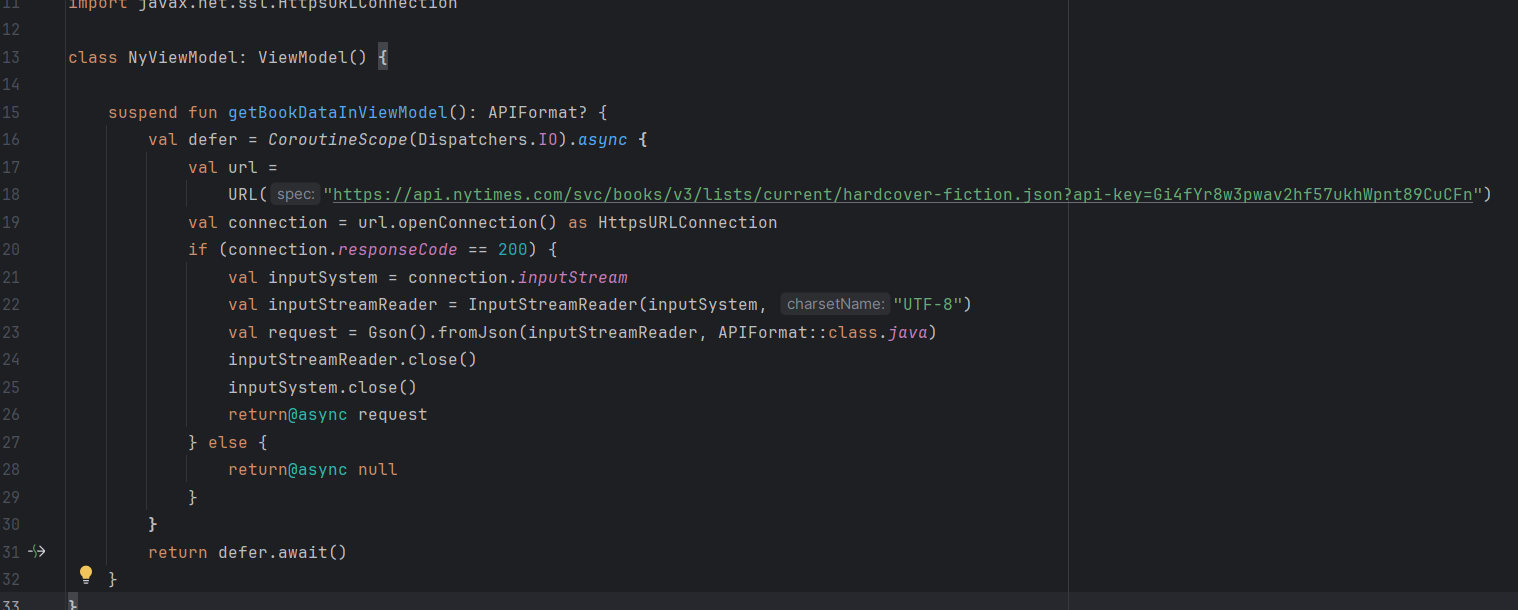 11 import javax.net.ssl.HttpsURLConnection
12
13 class NyViewModel: ViewModel() {
14
15 suspend fun getBookDataInViewModel(): APIFormat? {
16 val defer = CoroutineScope(Dispatchers.IO).async {
17 val url =
18 URL( spec: "https://api.nytimes.com/svc/books/v3/lists/current/hardcover-fiction.json?api-key=Gi4fYr8w3pwav2hf57ukhWpnt89CuCFn")
19 val connection = url.openConnection() as HttpsURLConnection
20 if (connection.responseCode == 200) {
21 val inputSystem = connection.inputStream
22 val inputStreamReader = InputStreamReader(inputSystem, charsetName: "UTF-8")
23 val request = Gson().fromJson(inputStreamReader, APIFormat::class.java)
24 inputStreamReader.close()
25 inputSystem.close()
26 return@async request
27 } else {
28 return@async null
29 }
30 }
31 return defer.await()
32 }
33 }